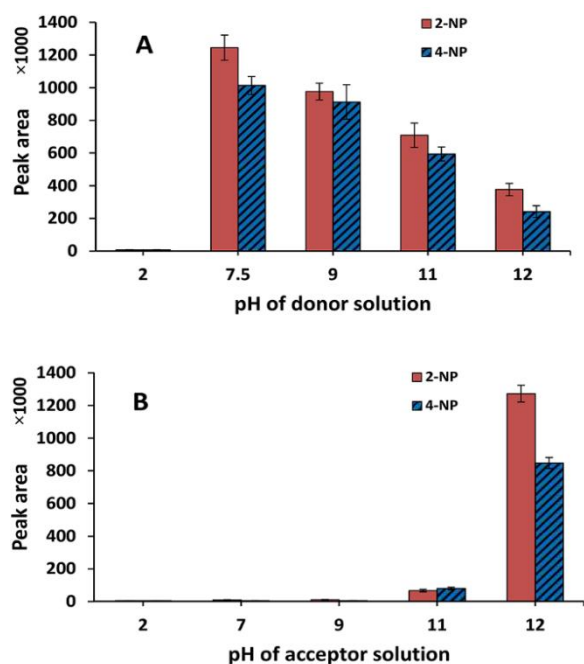 A
2-NP
4-NP
×1000
Peak area
1400
1200
1000
800
600
400
200
0
2 7.5 9 11 12
pH of donor solution
B
2-NP
4-NP
×1000
Peak area
1400
1200
1000
800
600
400
200
0
2 7 9 11 12
pH of acceptor solution